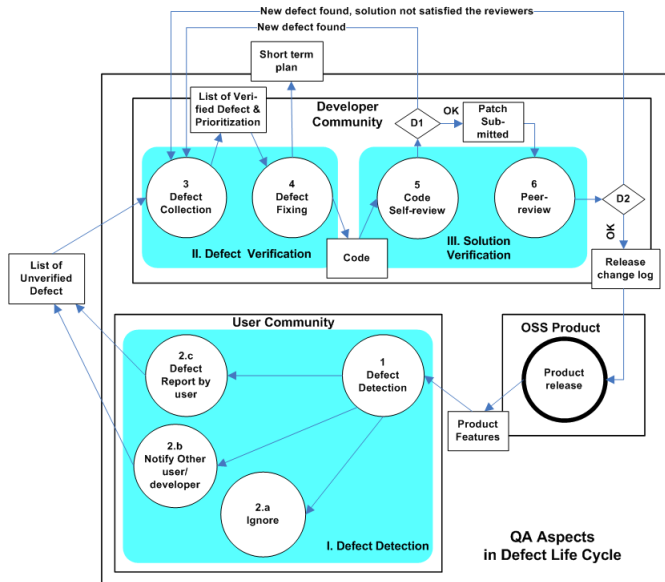 New defect found, solution not satisfied the reviewers
New defect found
Short term
plan
List of Veri-
fied Defect &
Prioritization
Developer
Community
D1
OK
Patch
Sub-
mitted
3
Defect
Collection
4
Defect
Fixing
5
Code
Self-review
6
Peer-
review
D2
OK
II. Defect Verification
Code
III. Solution
Verification
List of
Unverified
Defect
Release
change log
User Community
OSS Product
2.c
Defect
Report by
user
1
Defect
Detection
Product
release
Product
Features
2.b
Notify Other
user/
developer
2.a
Ignore
I. Defect Detection
QA Aspects
in Defect Life Cycle